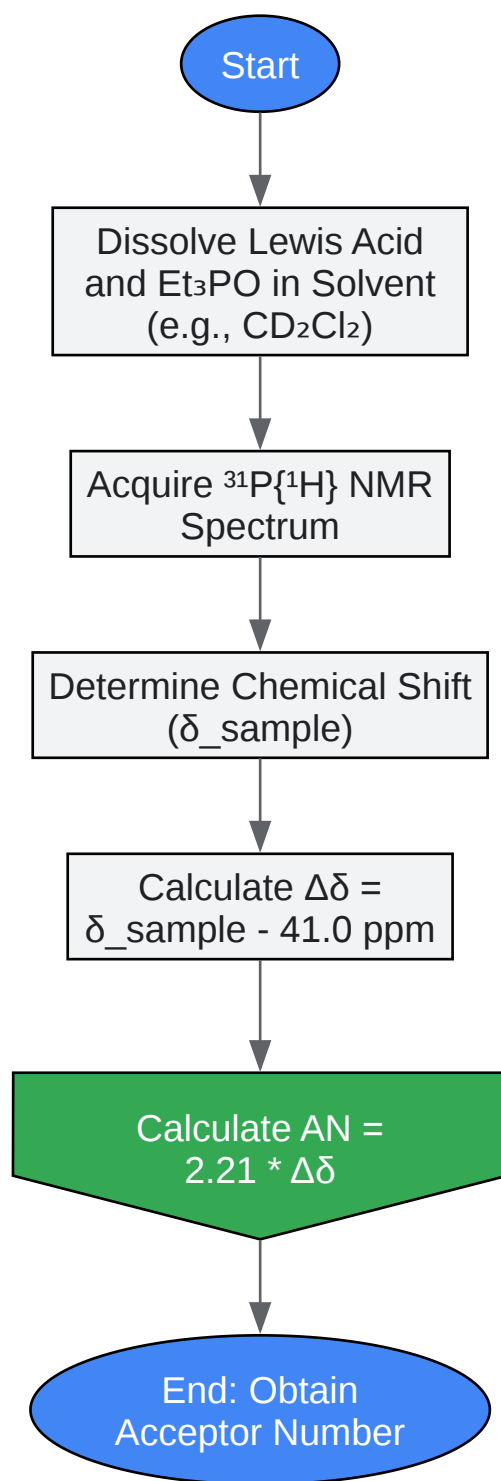 Start
Dissolve Lewis Acid
and Et₃PO in Solvent
(e.g., CD₂Cl₂)
Acquire ³¹P{¹H} NMR
Spectrum
Determine Chemical Shift
(δ_sample)
Calculate Δδ =
δ_sample - 41.0 ppm
Calculate AN =
2.21 * Δδ
End: Obtain
Acceptor Number